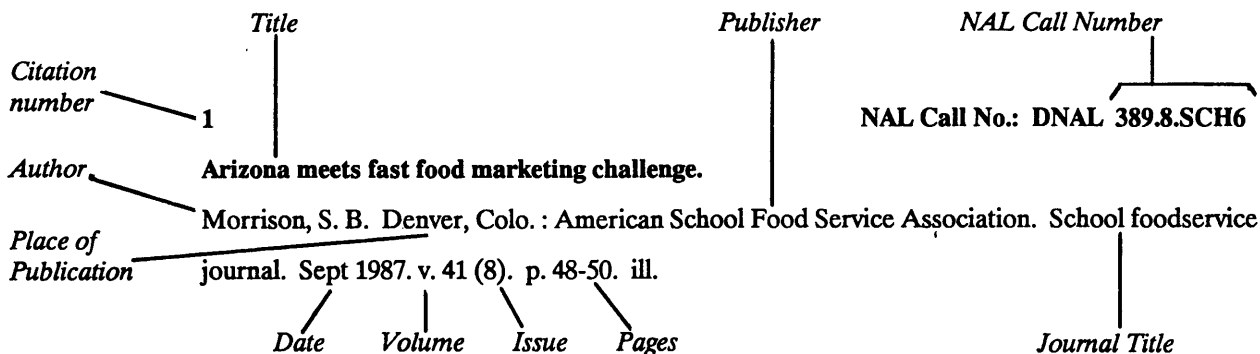 Title Publisher NAL Call Number
Citation
number
1 NAL Call No.: DNAL 389.8.SCH6
Author Arizona meets fast food marketing challenge.
Morrison, S. B. Denver, Colo. : American School Food Service Association. School foodservice
Place of
Publication journal. Sept 1987. v. 41 (8). p. 48-50. ill.
Date Volume Issue Pages Journal Title